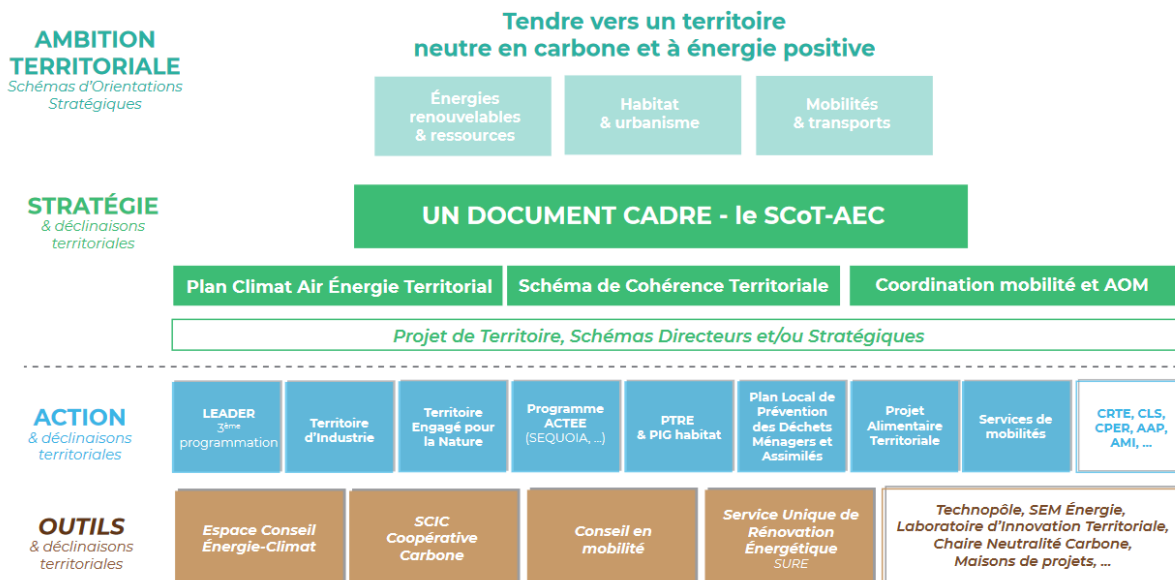 AMBITION
TERRITORIALE
Schémas d'Orientations
Stratégiques
Tendre vers un territoire
neutre en carbone et à énergie positive
Énergies
renouvelables
& ressources
Habitat
& urbanisme
Mobilités
& transports
STRATÉGIE
& déclinaisons
territoriales
UN DOCUMENT CADRE - le SCoT-AEC
Plan Climat Air Énergie Territorial
Schéma de Cohérence Territoriale
Coordination mobilité et AOM
Projet de Territoire, Schémas Directeurs et/ou Stratégiques
ACTION
& déclinaisons
territoriales
LEADER
3ème
programmation
Territoire
d'Industrie
Territoire
Engagé pour
la Nature
Programme
ACTEE
(SEQUOIA, ...)
PTRE
& PIG habitat
Plan Local de
Prévention
des Déchets
Ménagers et
Assimilés
Projet
Alimentaire
Territoriale
Services de
mobilités
CRTE, CLS,
CPER, AAP,
AMI, ...
OUTILS
& déclinaisons
territoriales
Espace Conseil
Énergie-Climat
SCIC
Coopérative
Carbone
Conseil en
mobilité
Service Unique de
Rénovation
Énergétique
SURE
Technopôle, SEM Énergie,
Laboratoire d'Innovation Territoriale,
Chaire Neutralité Carbone,
Maisons de projets, ...